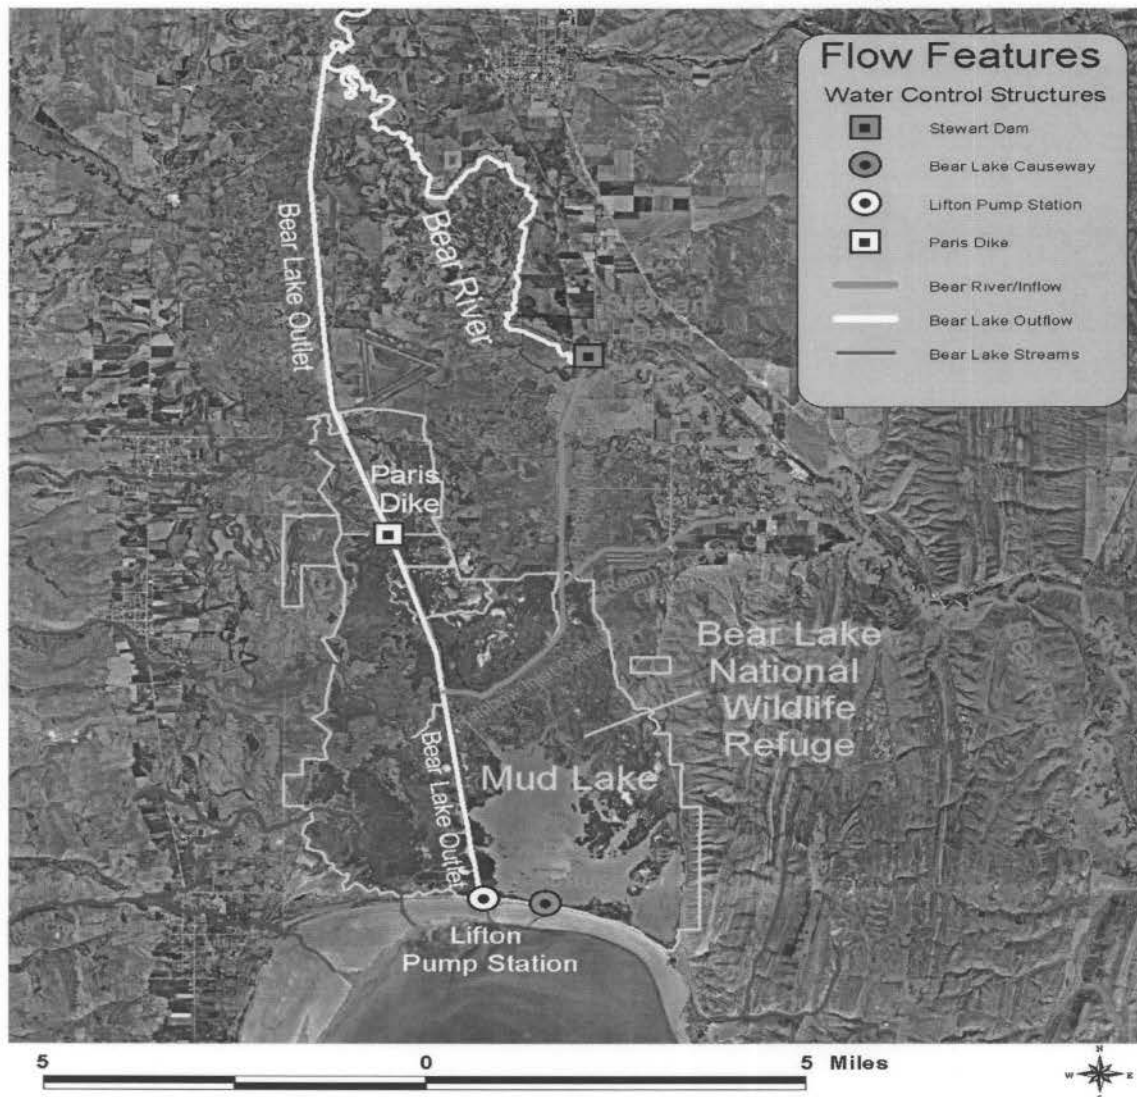 Flow Features
Water Control Structures
Stewart Dam
Bear Lake Causeway
Lifton Pump Station
Paris Dike
Bear River/Inflow
Bear Lake Outflow
Bear Lake Streams
Bear Lake Outlet
Bear River
Paris
Dike
Bear Lake
National
Wildlife
Refuge
Mud Lake
Bear Lake Outlet
Lifton
Pump Station
5
0
5 Miles
N
W
E